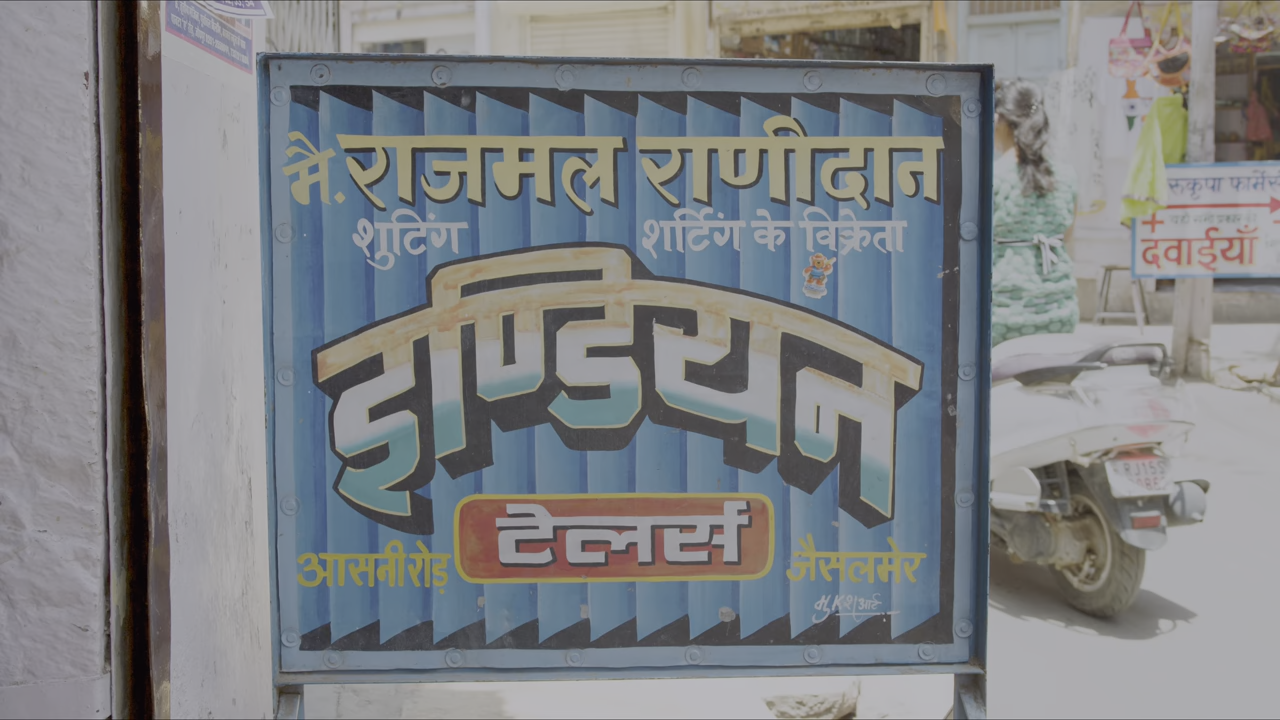 मै. राजमल राणीदान
शुटिंग शर्टिंग के विक्रेता
इण्डियन
टेलर्स
आसनीरोड़ जैसलमेर
दवाईयाँ